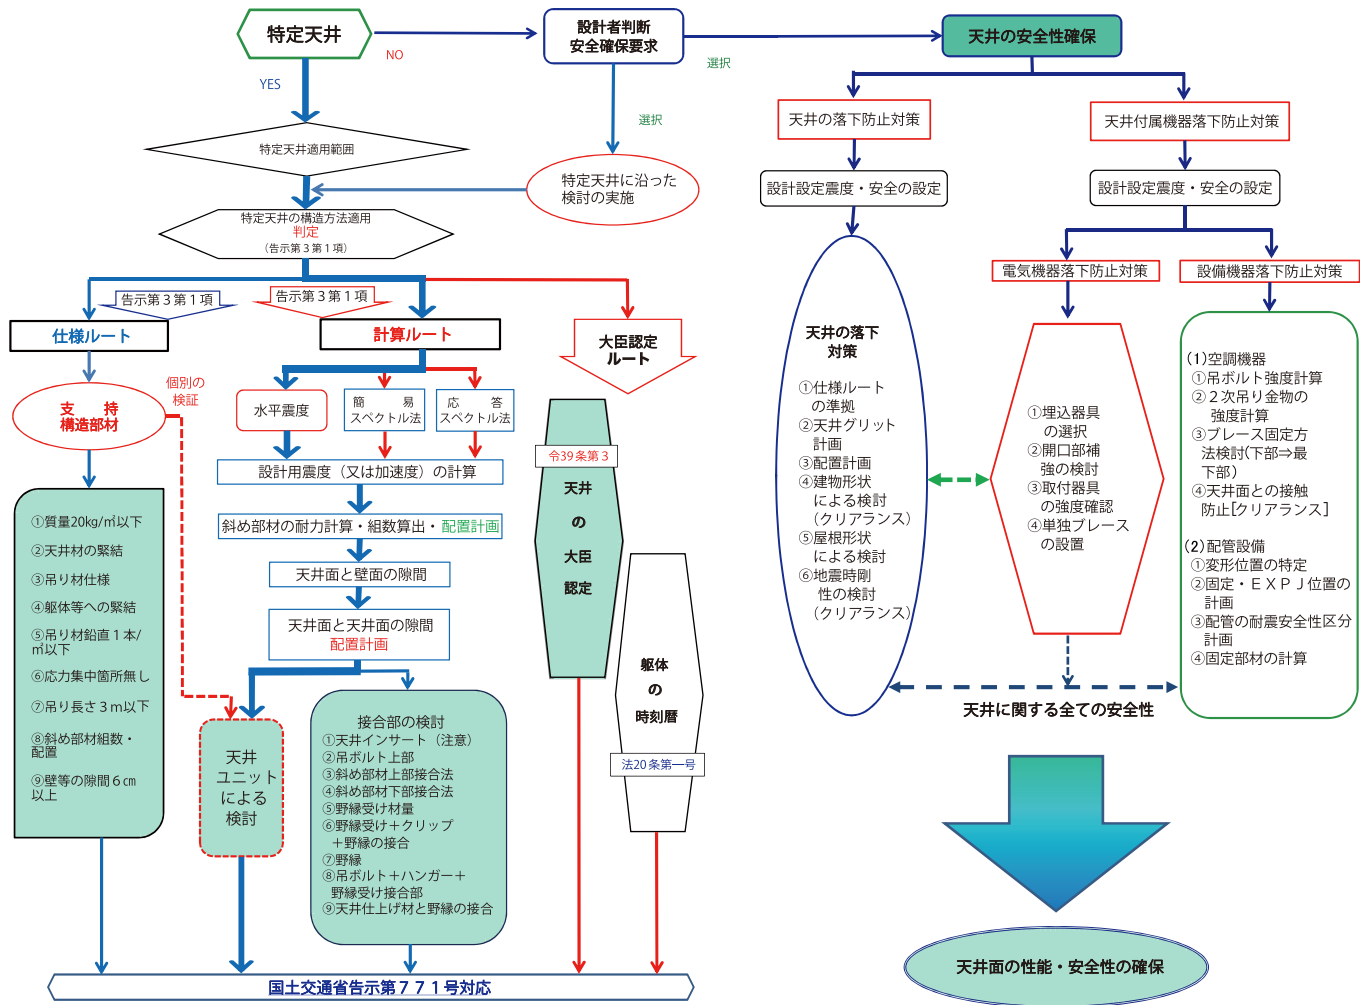 特定天井
NO
YES
設計者判断
安全確保要求
選択
選択
天井の安全性確保
特定天井適用範囲
特定天井に沿った
検討の実施
特定天井の構造方法適用
判定
（告示第３第１項）
告示第３第１項
告示第３第１項
仕様ルート
計算ルート
大臣認定
ルート
個別の
検証
支　持
構造部材
水平震度
簡　易
スペクトル法
応　答
スペクトル法
設計用震度（又は加速度）の計算
斜め部材の耐力計算・組数算出・配置計画
天井面と壁面の隙間
天井面と天井面の隙間
配置計画
①質量20kg/㎡以下
②天井材の緊結
③吊り材仕様
④躯体等への緊結
⑤吊り材鉛直１本/
㎡以下
⑥応力集中箇所無し
⑦吊り長さ３ｍ以下
⑧斜め部材組数・
配置
⑨壁等の隙間６㎝
以上
天井
ユニット
による
検討
接合部の検討
①天井インサート（注意）
②吊ボルト上部
③斜め部材上部接合法
④斜め部材下部接合法
⑤野縁受け材量
⑥野縁受け＋クリップ
＋野縁の接合
⑦野縁
⑧吊ボルト＋ハンガー＋
野縁受け接合部
⑨天井仕上げ材と野縁の接合
令39条第３
天井
の
大臣
認定
躯体
の
時刻暦
法20条第一号
国土交通省告示第７７１号対応
天井の落下防止対策
設計設定震度・安全の設定
天井の落下
対策
①仕様ルート
の準拠
②天井グリット
計画
③配置計画
④建物形状
による検討
（クリアランス）
⑤屋根形状
による検討
⑥地震時剛
性の検討
（クリアランス）
天井付属機器落下防止対策
設計設定震度・安全の設定
電気機器落下防止対策
設備機器落下防止対策
①埋込器具
の選択
②開口部補
強の検討
③取付器具
の強度確認
④単独ブレース
の設置
（1）空調機器
①吊ボルト強度計算
②２次吊り金物の
強度計算
③ブレース固定方
法検討(下部⇒最
下部）
④天井面との接触
防止[クリアランス]
（2）配管設備
①変形位置の特定
②固定・ＥＸＰＪ位置の
計画
③配管の耐震安全性区分
計画
④固定部材の計算
天井に関する全ての安全性
天井面の性能・安全性の確保